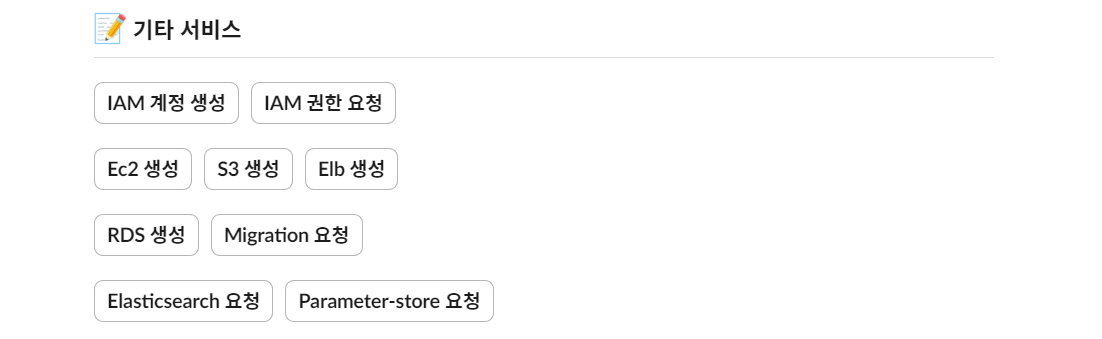 📝 기타 서비스
IAM 계정 생성 IAM 권한 요청
Ec2 생성 S3 생성 Elb 생성
RDS 생성 Migration 요청
Elasticsearch 요청 Parameter-store 요청